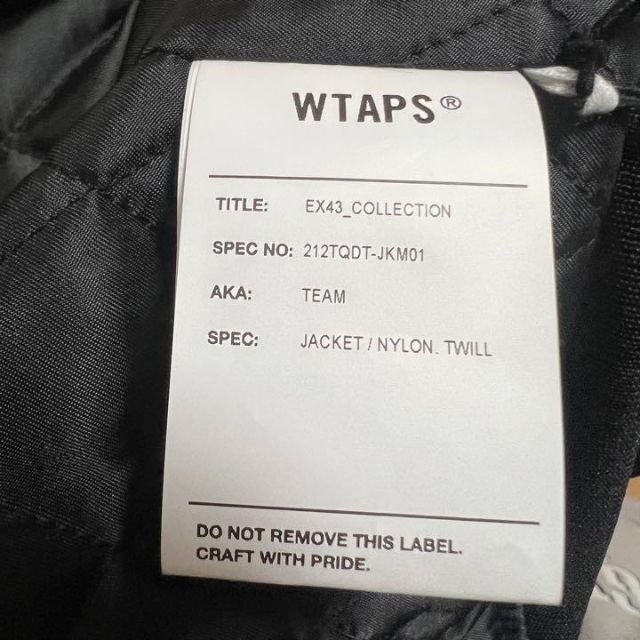 WTAPS®
TITLE: EX43_COLLECTION
SPEC NO: 212TQDT-JKM01
AKA: TEAM
SPEC: JACKET / NYLON. TWILL
DO NOT REMOVE THIS LABEL.
CRAFT WITH PRIDE.